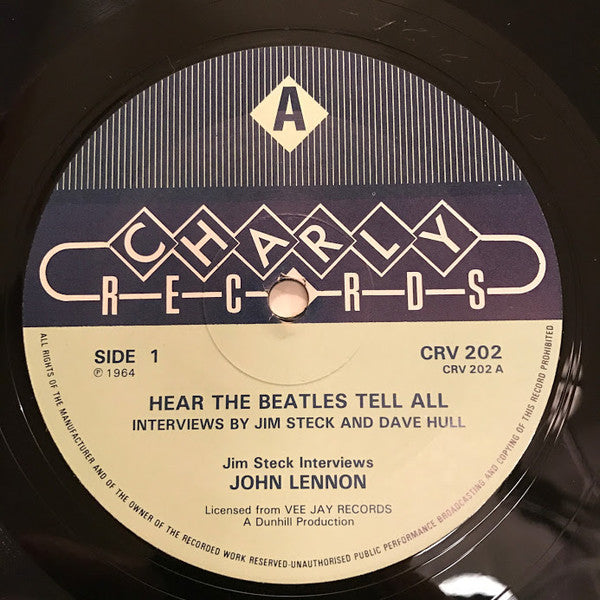 A
CHARLY
RECORDS
SIDE 1
CRV 202
℗ 1964
CRV 202 A
HEAR THE BEATLES TELL ALL
INTERVIEWS BY JIM STECK AND DAVE HULL
Jim Steck Interviews
JOHN LENNON
Licensed from VEE JAY RECORDS
A Dunhill Production
ALL RIGHTS OF THE MANUFACTURER AND OF THE OWNER OF THE RECORDED WORK RESERVED-UNAUTHORISED PUBLIC PERFORMANCE BROADCASTING AND COPYING OF THIS RECORD PROHIBITED